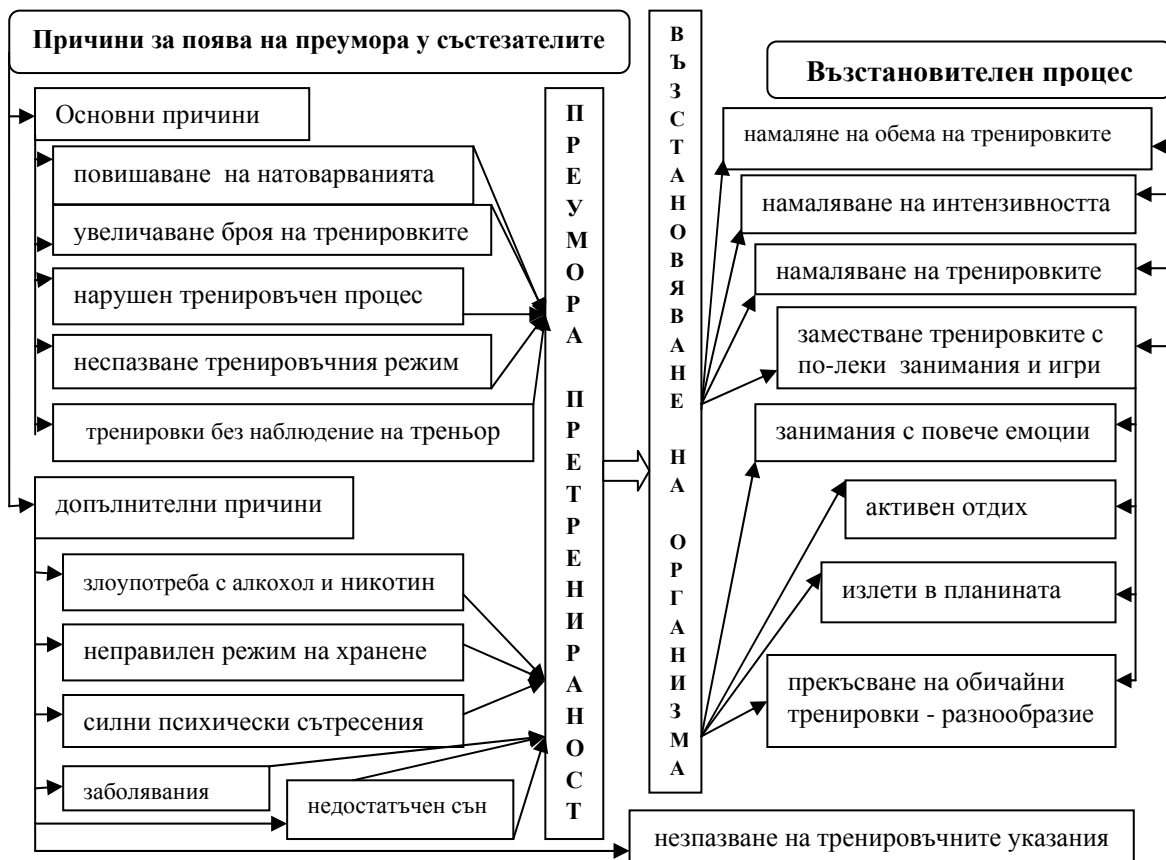 Причини за поява на преумора у състезателите
Основни причини
повишаване на натоварванията
увеличаване броя на тренировките
нарушен тренировъчен процес
неспазване тренировъчния режим
тренировки без наблюдение на треньор
допълнителни причини
злоупотреба с алкохол и никотин
неправилен режим на хранене
силни психически сътресения
заболявания
недостатъчен сън
незпазване на тренировъчните указания
ПРЕУМОРА ПРЕТРЕНИРАНОСТ
ВЪЗСТАНОВЯВАНЕ НА ОРГАНИЗМА
Възстановителен процес
намаляне на обема на тренировките
намаляване на интензивността
намаляване на тренировките
заместване тренировките с
по-леки занимания и игри
занимания с повече емоции
активен отдих
излети в планината
прекъсване на обичайни
тренировки - разнообразие